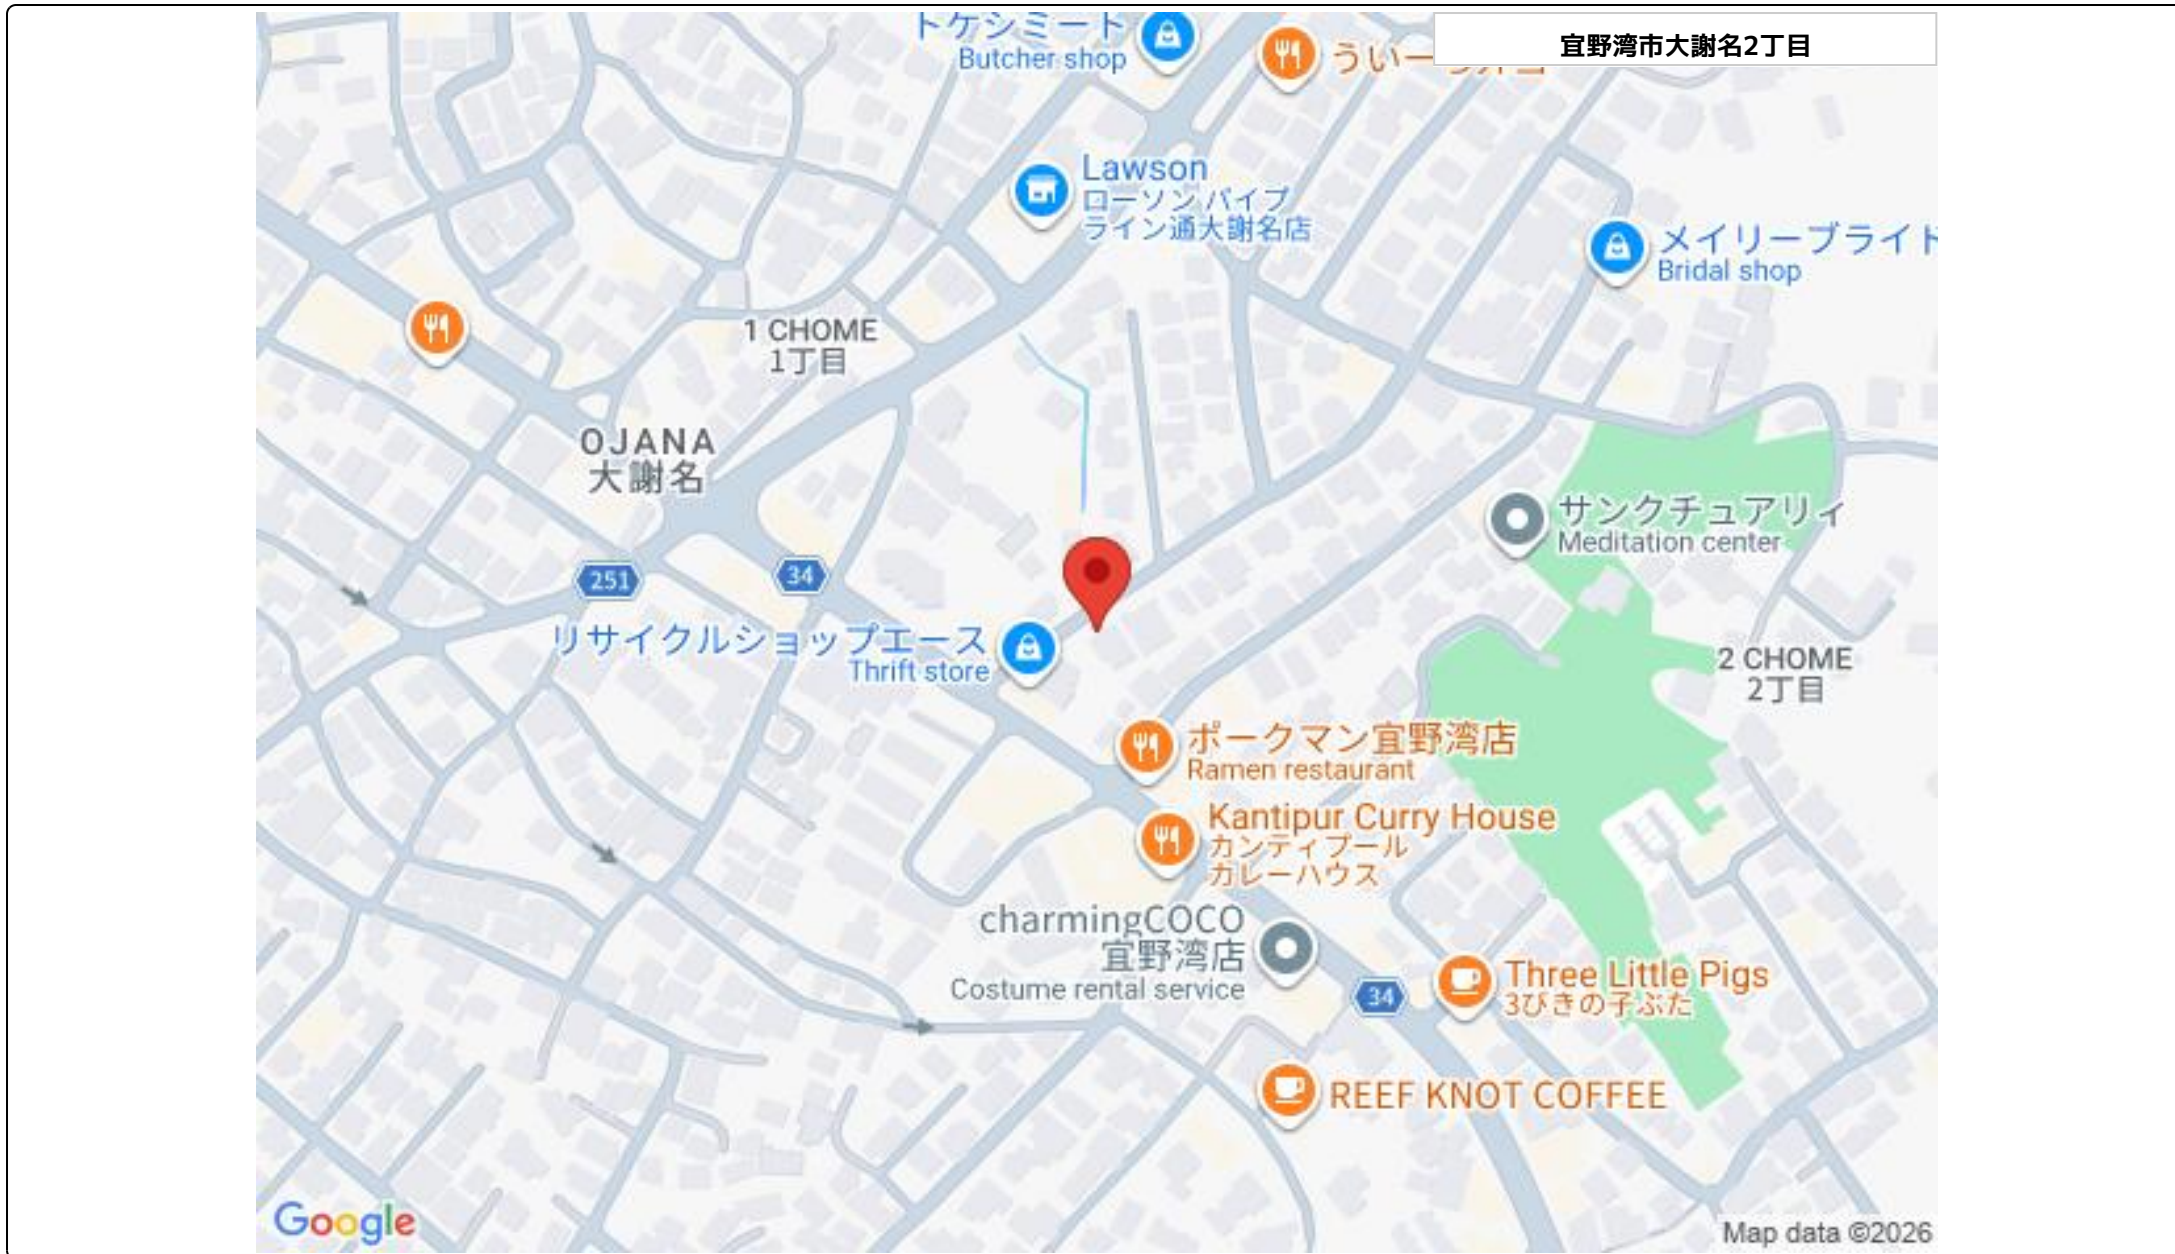 トケシミート
Butcher shop
宜野湾市大謝名2丁目
Lawson
ローソン パイプ
ライン通大謝名店
メイリーブライド
Bridal shop
1 CHOME
1丁目
OJANA
大謝名
サンクチュアリィ
Meditation center
251
34
リサイクルショップエース
Thrift store
2 CHOME
2丁目
ポークマン宜野湾店
Ramen restaurant
Kantipur Curry House
カンティプール
カレーハウス
charmingCOCO
宜野湾店
Costume rental service
34
Three Little Pigs
3びきの子ぶた
REEF KNOT COFFEE
Google
Map data ©2026